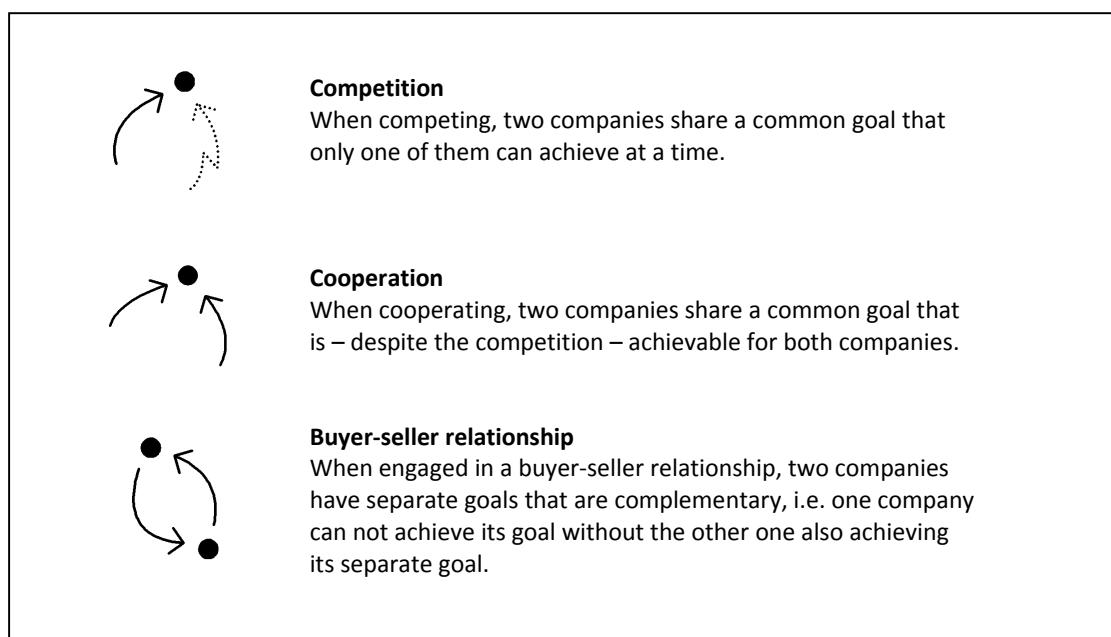 Competition
When competing, two companies share a common goal that
only one of them can achieve at a time.
Cooperation
When cooperating, two companies share a common goal that
is – despite the competition – achievable for both companies.
Buyer-seller relationship
When engaged in a buyer-seller relationship, two companies
have separate goals that are complementary, i.e. one company
can not achieve its goal without the other one also achieving
its separate goal.